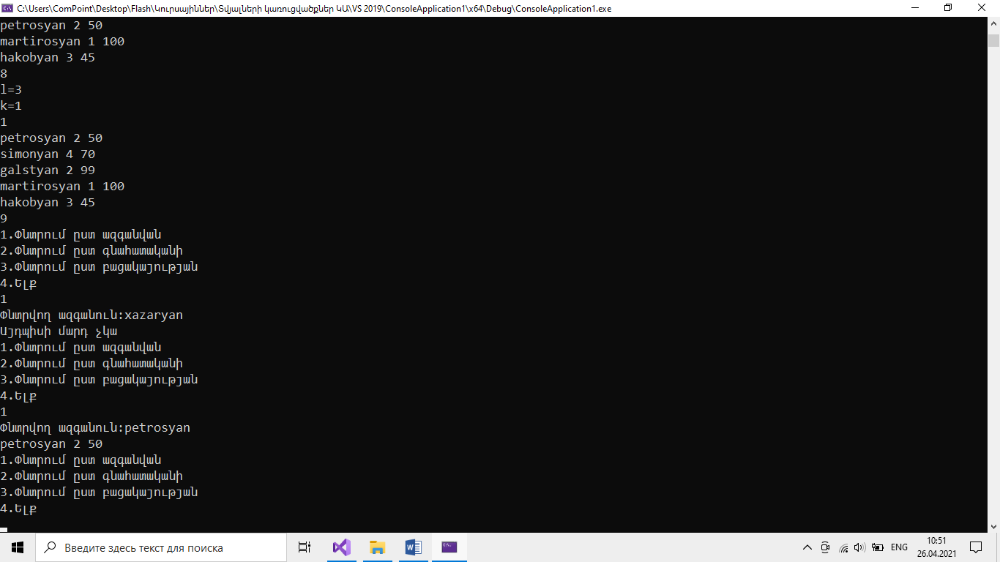 C:\Users\ComPoint\Desktop\Flash\Կուրսայիններ\Տվյալների կառուցվածքներ ԿԱ\VS 2019\ConsoleApplication1\x64\Debug\ConsoleApplication1.exe
petrosyan 2 50
martirosyan 1 100
hakobyan 3 45
8
l=3
k=1
1
petrosyan 2 50
simonyan 4 70
galstyan 2 99
martirosyan 1 100
hakobyan 3 45
9
1.Փնտրում ըստ ազգանվան
2.Փնտրում ըստ գնահատականի
3.Փնտրում ըստ բացակայության
4.Ելք
1
Փնտրվող ազգանուն:xazaryan
Այդպիսի մարդ չկա
1.Փնտրում ըստ ազգանվան
2.Փնտրում ըստ գնահատականի
3.Փնտրում ըստ բացակայության
4.Ելք
1
Փնտրվող ազգանուն:petrosyan
petrosyan 2 50
1.Փնտրում ըստ ազգանվան
2.Փնտրում ըստ գնահատականի
3.Փնտրում ըստ բացակայության
4.Ելք
Введите здесь текст для поиска
ENG
10:51
26.04.2021